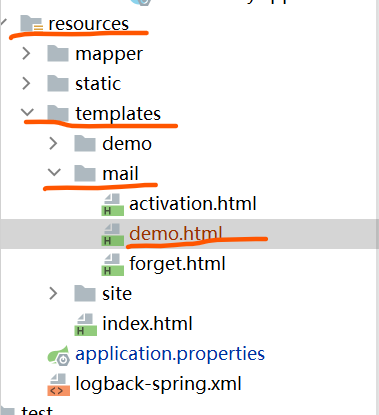 resources
mapper
static
templates
demo
mail
activation.html
demo.html
forget.html
site
index.html
application.properties
logback-spring.xml
test